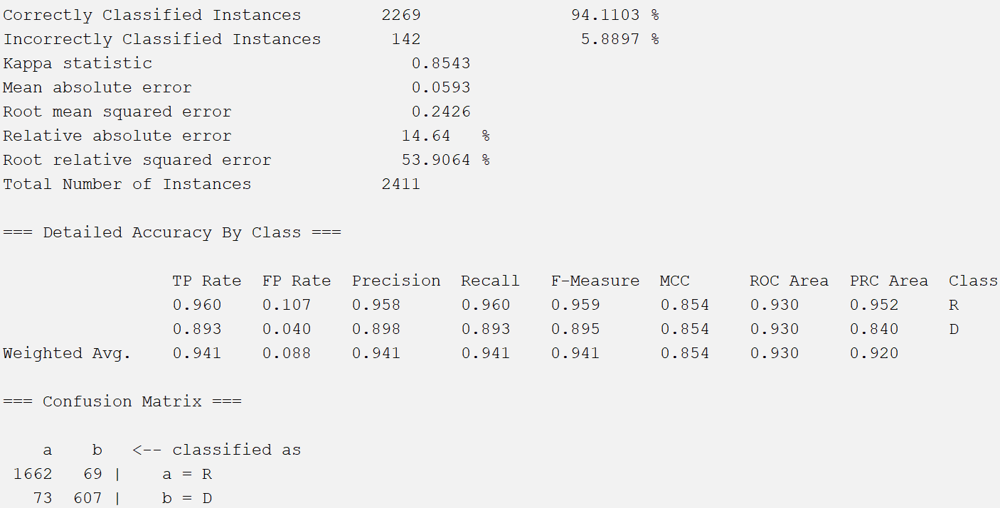 Correctly Classified Instances        2269               94.1103 %
Incorrectly Classified Instances       142                5.8897 %
Kappa statistic                          0.8543
Mean absolute error                      0.0593
Root mean squared error                  0.2426
Relative absolute error                 14.64   %
Root relative squared error             53.9064 %
Total Number of Instances             2411
=== Detailed Accuracy By Class ===
                 TP Rate  FP Rate  Precision  Recall   F-Measure  MCC      ROC Area  PRC Area  Class
                 0.960    0.107    0.958      0.960    0.959      0.854    0.930     0.952     R
                 0.893    0.040    0.898      0.893    0.895      0.854    0.930     0.840     D
Weighted Avg.    0.941    0.088    0.941      0.941    0.941      0.854    0.930     0.920
=== Confusion Matrix ===
    a    b   <-- classified as
 1662   69 |    a = R
   73  607 |    b = D